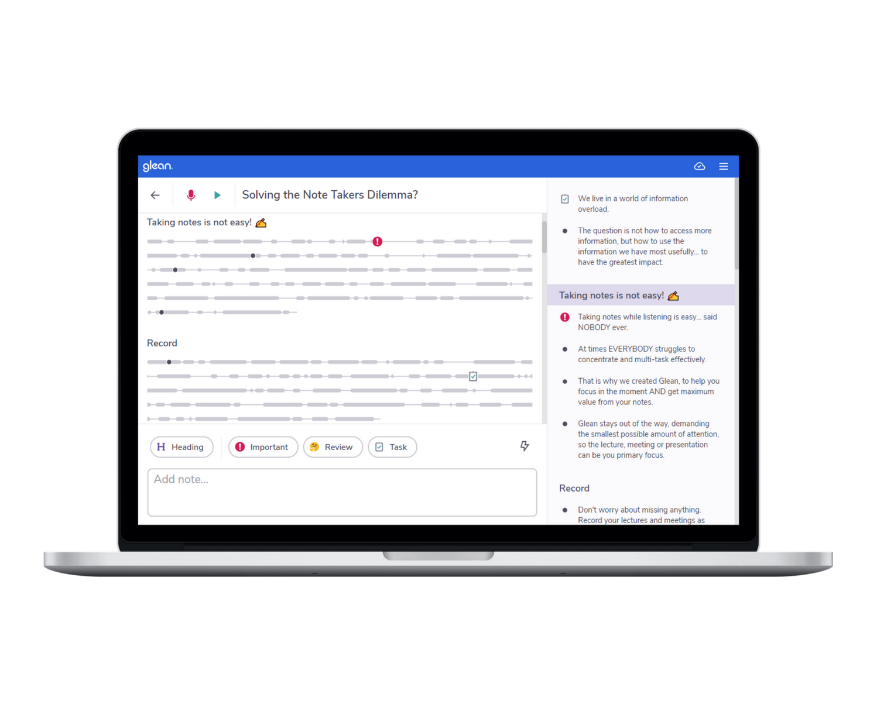 glean.
Solving the Note Takers Dilemma?
Taking notes is not easy! ✍️
Record
H Heading
Important
Review
Task
Add note...
We live in a world of information
overload.
The question is not how to access more
information, but how to use the
information we have most usefully... to
have the greatest impact.
Taking notes is not easy! ✍️
Taking notes while listening is easy... said
NOBODY ever.
At times EVERYBODY struggles to
concentrate and multi-task effectively.
That is why we created Glean, to help you
focus in the moment AND get maximum
value from your notes.
Glean stays out of the way, demanding
the smallest possible amount of attention,
so the lecture, meeting or presentation
can be you primary focus.
Record
Don't worry about missing anything.
Record your lectures and meetings as